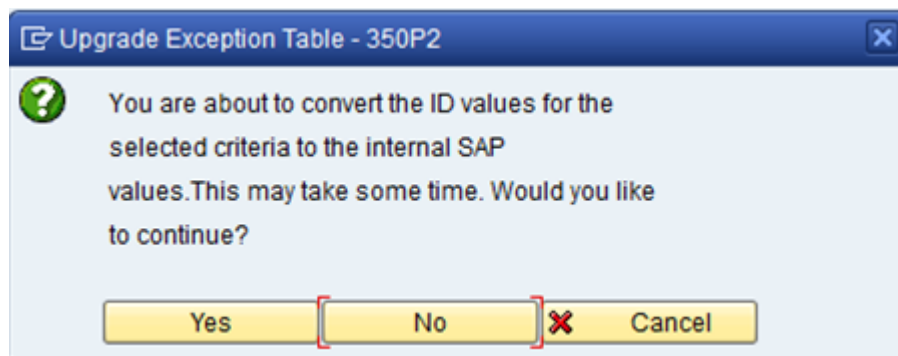 Upgrade Exception Table - 350P2
You are about to convert the ID values for the
selected criteria to the internal SAP
values.This may take some time. Would you like
to continue?
Yes No Cancel